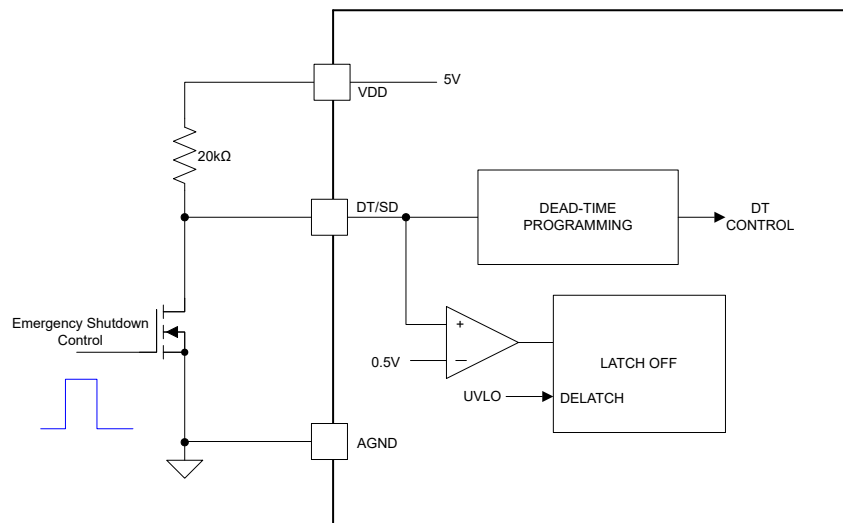 VDD
5V
20kΩ
DT/SD
DEAD-TIME
PROGRAMMING
DT
CONTROL
Emergency Shutdown
Control
+
0.5V
–
LATCH OFF
UVLO
DELATCH
AGND